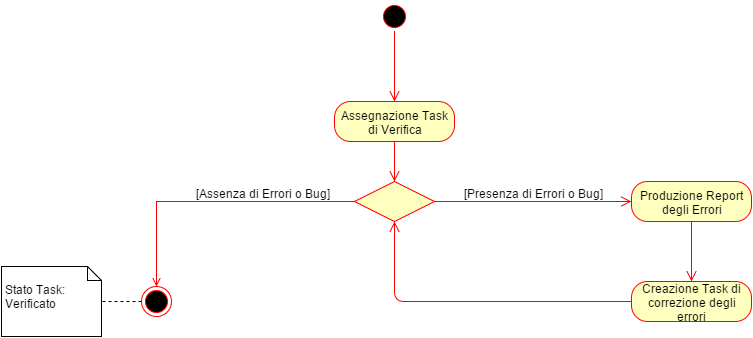 Assegnazione Task
di Verifica
[Assenza di Errori o Bug]
[Presenza di Errori o Bug]
Produzione Report
degli Errori
Stato Task:
Verificato
Creazione Task di
correzione degli
errori